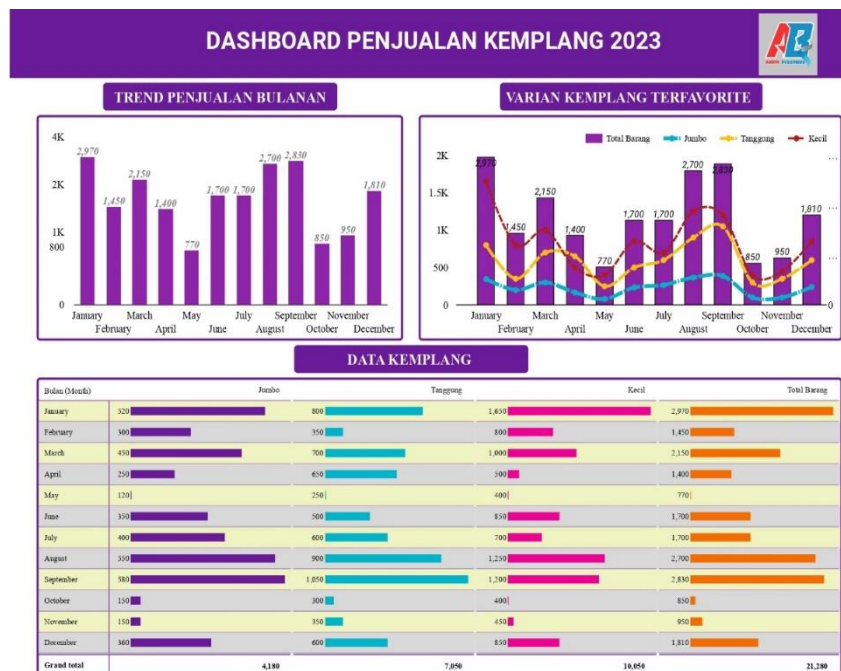 DASHBOARD PENJUALAN KEMPLANG 2023
AB
TREND PENJUALAN BULANAN
4K
2K
1K
800
0
2,970
1,450
2,150
1,400
770
1,700
1,700
2,700
2,830
850
950
1,810
January March May July September November
February April June August October December
VARIAN KEMPLANG TERFAVORITE
Total Barang Jumbo Tanggung Kecil
2K
1.5K
1K
500
0
2,970
1,450
2,150
1,400
770
1,700
1,700
2,700
2,830
850
950
1,810
...
...
...
0
January March May July September November
February April June August October December
DATA KEMPLANG
Bulan (Month) Jumbo Tanggung Kecil Total Barang
January 520 800 1,650 2,970
February 300 350 800 1,450
March 450 700 1,000 2,150
April 250 650 500 1,400
May 120 250 400 770
June 350 500 850 1,700
July 400 600 700 1,700
August 550 900 1,250 2,700
September 580 1,050 1,200 2,830
October 150 300 400 850
November 150 350 450 950
December 360 600 850 1,810
Grand total 4,180 7,050 10,050 21,280